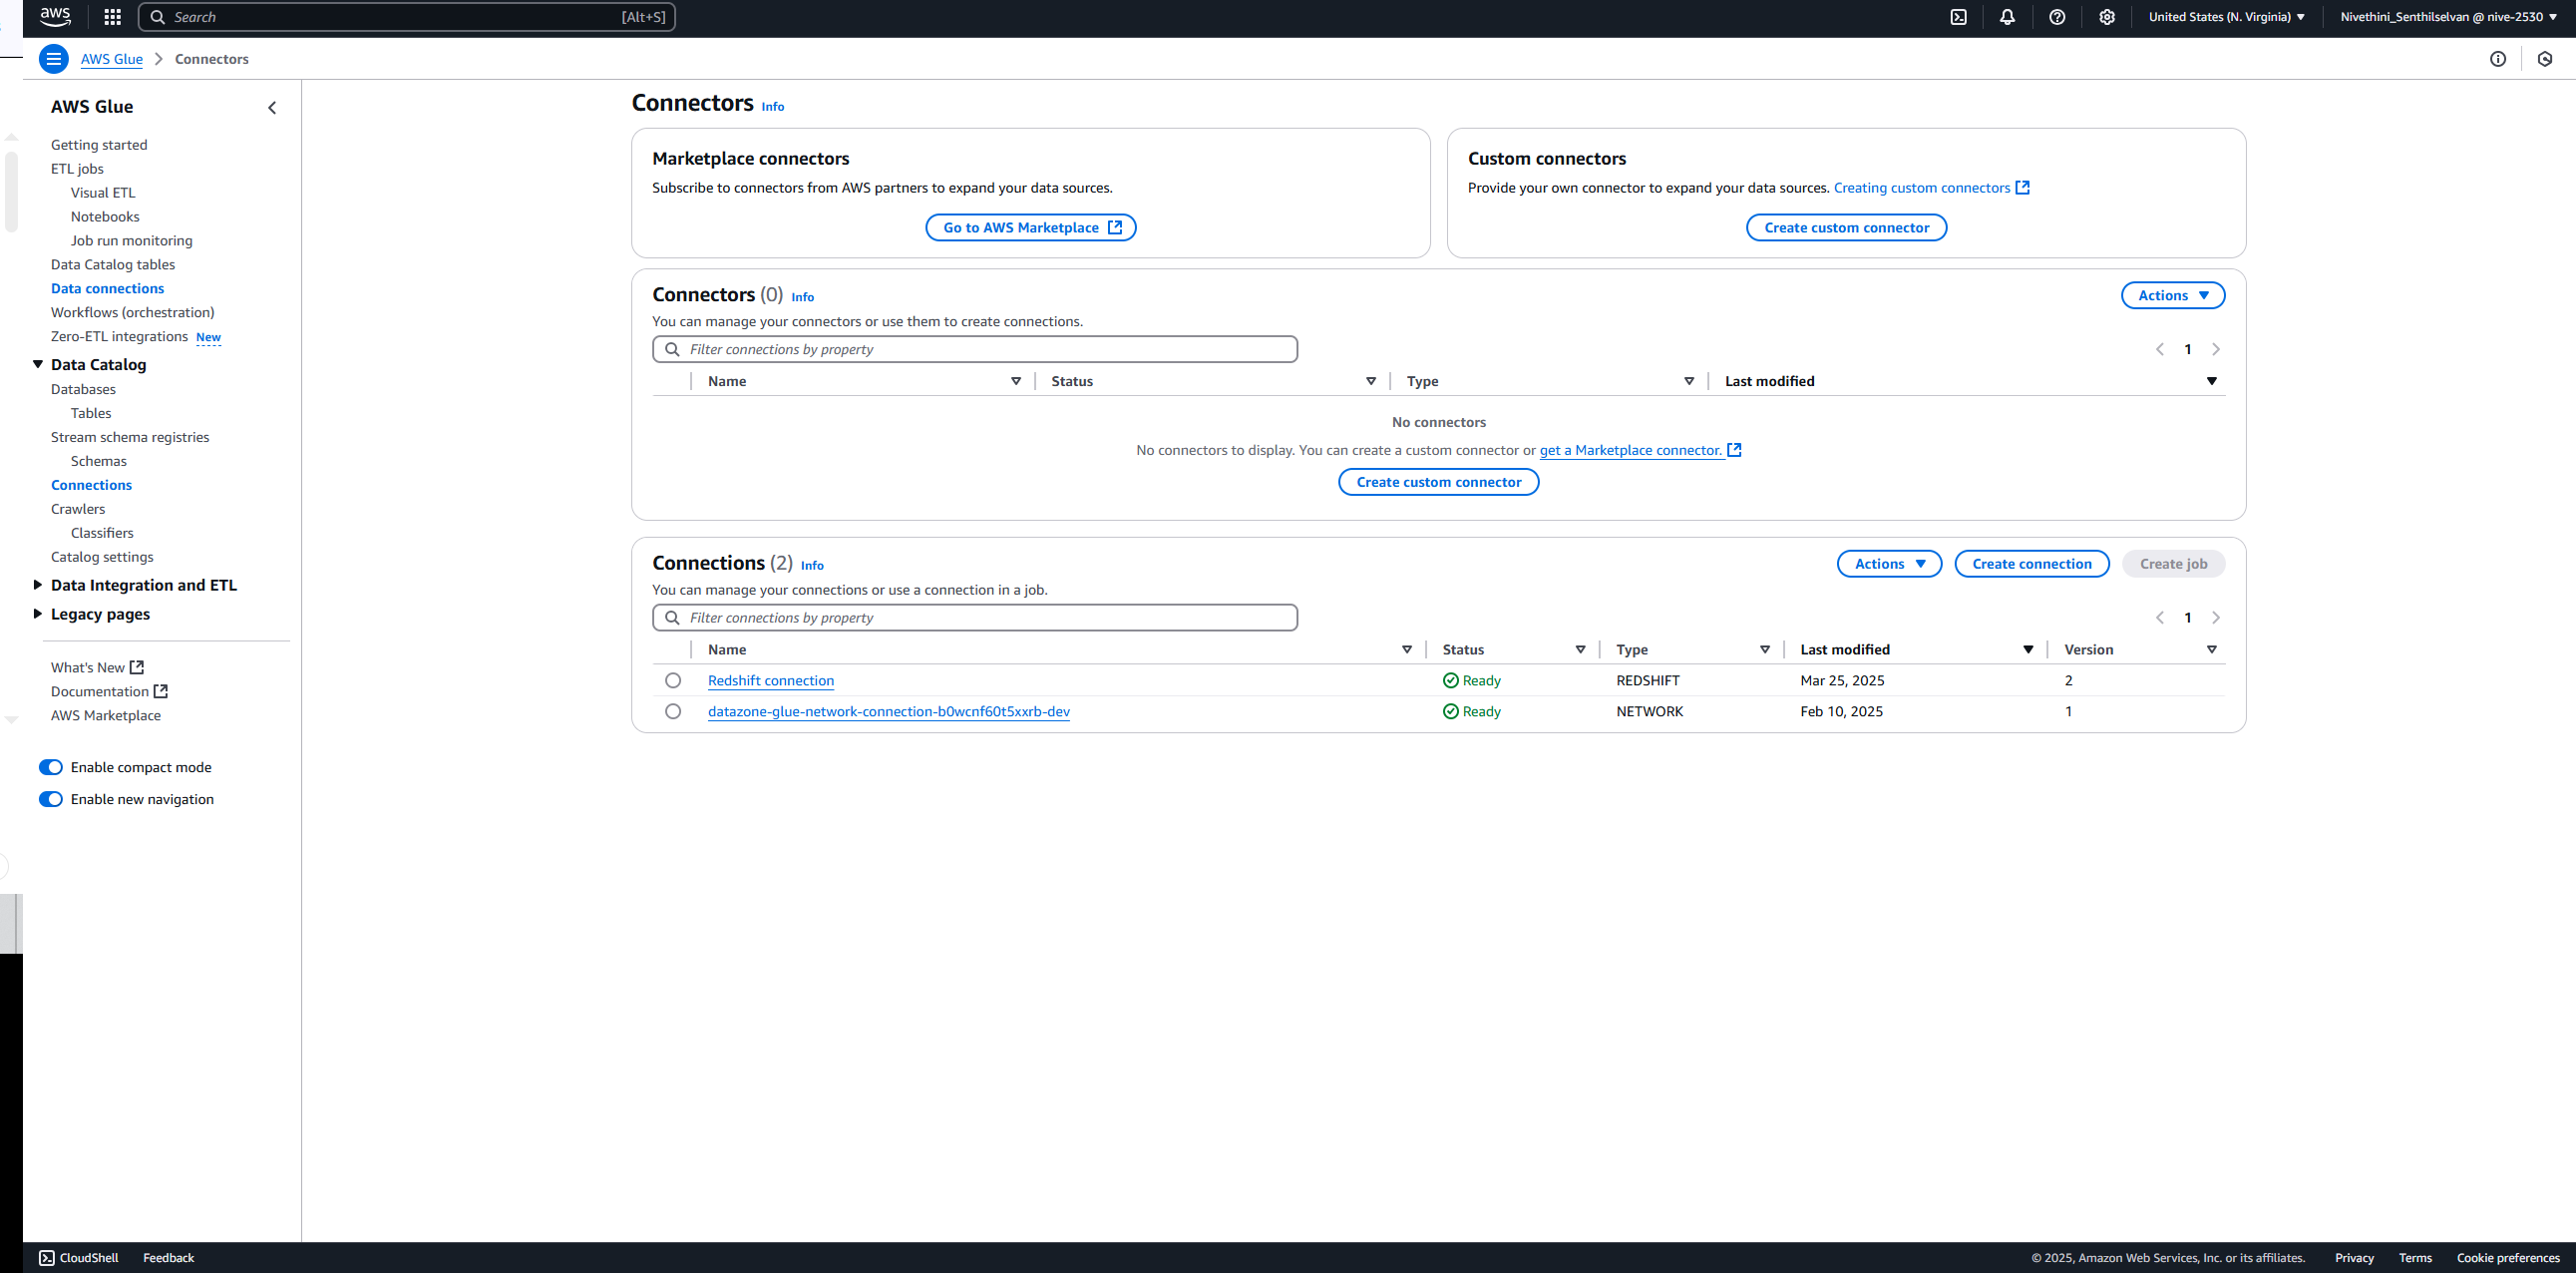 aws
Search [Alt+S]
United States (N. Virginia)
Nivethini_Senthilselvan @ nive-2530
AWS Glue
Connectors
AWS Glue
Getting started
ETL jobs
Visual ETL
Notebooks
Job run monitoring
Data Catalog tables
Data connections
Workflows (orchestration)
Zero-ETL integrations New
Data Catalog
Databases
Tables
Stream schema registries
Schemas
Connections
Crawlers
Classifiers
Catalog settings
Data Integration and ETL
Legacy pages
What's New
Documentation
AWS Marketplace
Enable compact mode
Enable new navigation
Connectors Info
Marketplace connectors
Subscribe to connectors from AWS partners to expand your data sources.
Go to AWS Marketplace
Custom connectors
Provide your own connector to expand your data sources. Creating custom connectors
Create custom connector
Connectors (0) Info
Actions
You can manage your connectors or use them to create connections.
Filter connections by property
1
Name Status Type Last modified
No connectors
No connectors to display. You can create a custom connector or get a Marketplace connector.
Create custom connector
Connections (2) Info
Actions Create connection Create job
You can manage your connections or use a connection in a job.
Filter connections by property
1
Name Status Type Last modified Version
Redshift connection Ready REDSHIFT Mar 25, 2025 2
datazone-glue-network-connection-b0wcnf60t5xxrb-dev Ready NETWORK Feb 10, 2025 1
CloudShell Feedback
© 2025, Amazon Web Services, Inc. or its affiliates. Privacy Terms Cookie preferences